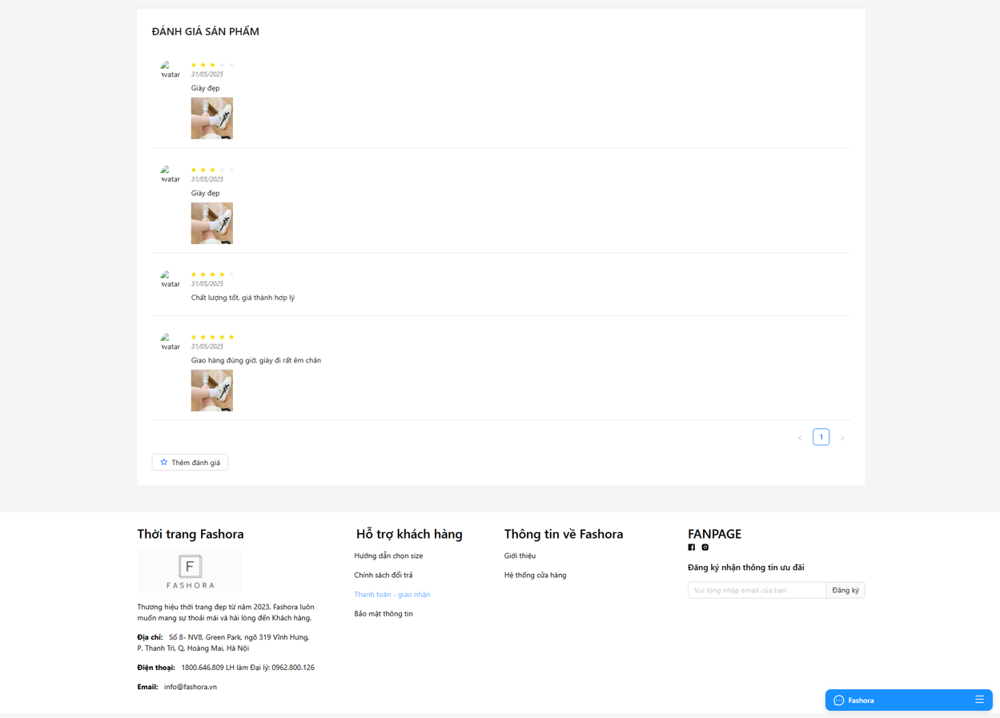 ĐÁNH GIÁ SẢN PHẨM
avatar
31/05/2025
Giày đẹp
avatar
31/05/2025
Giày đẹp
avatar
31/05/2025
Chất lượng tốt, giá thành hơp lý
avatar
31/05/2025
Giao hàng đúng giờ, giày đi rất êm chân
< 1 >
Thêm đánh giá
Thời trang Fashora
F
FASHORA
Thương hiệu thời trang đẹp từ năm 2023. Fashora luôn
muốn mang sự thoải mái và hài lòng đến Khách hàng.
Địa chỉ: Số 8- NV8, Green Park, ngõ 319 Vĩnh Hưng,
P. Thanh Trì, Q. Hoàng Mai, Hà Nội
Điện thoại: 1800.646.809 LH làm Đại lý: 0962.800.126
Email: info@fashora.vn
Hỗ trợ khách hàng
Hướng dẫn chọn size
Chính sách đổi trả
Thanh toán - giao nhận
Bảo mật thông tin
Thông tin về Fashora
Giới thiệu
Hệ thống cửa hàng
FANPAGE
Đăng ký nhận thông tin ưu đãi
Vui lòng nhập email của bạn
Đăng ký
Fashora